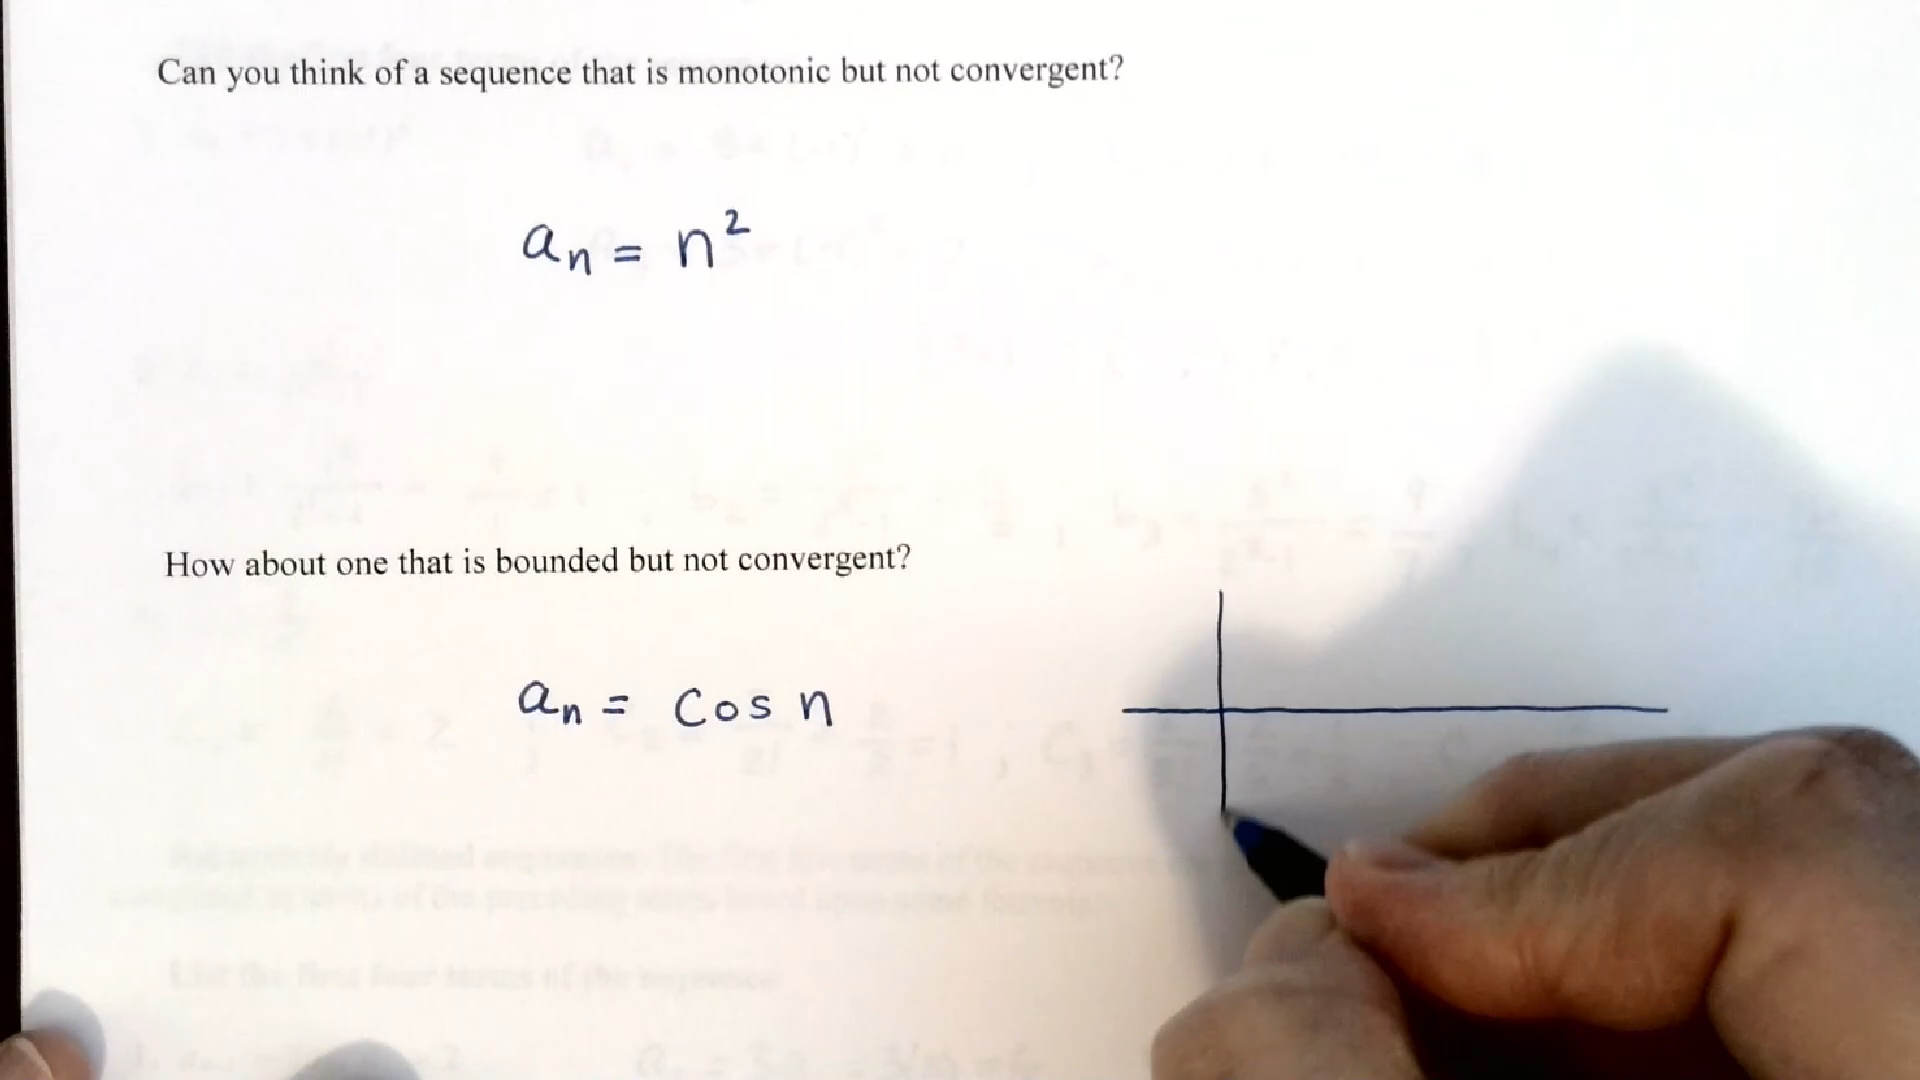 Can you think of a sequence that is monotonic but not convergent?
aₙ = n²
How about one that is bounded but not convergent?
aₙ = cos n